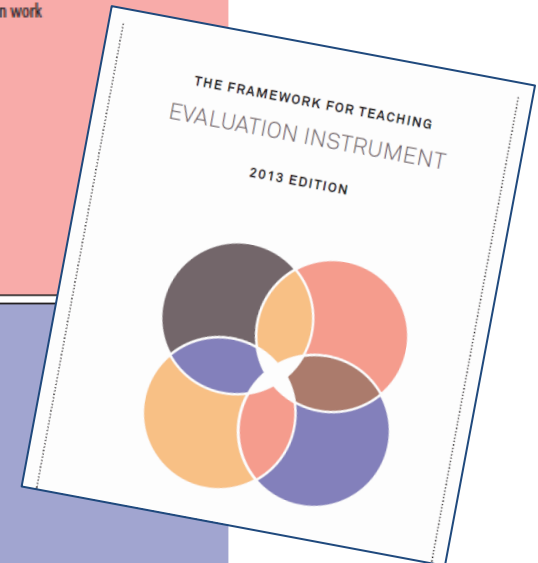 n work
THE FRAMEWORK FOR TEACHING
EVALUATION INSTRUMENT
2013 EDITION